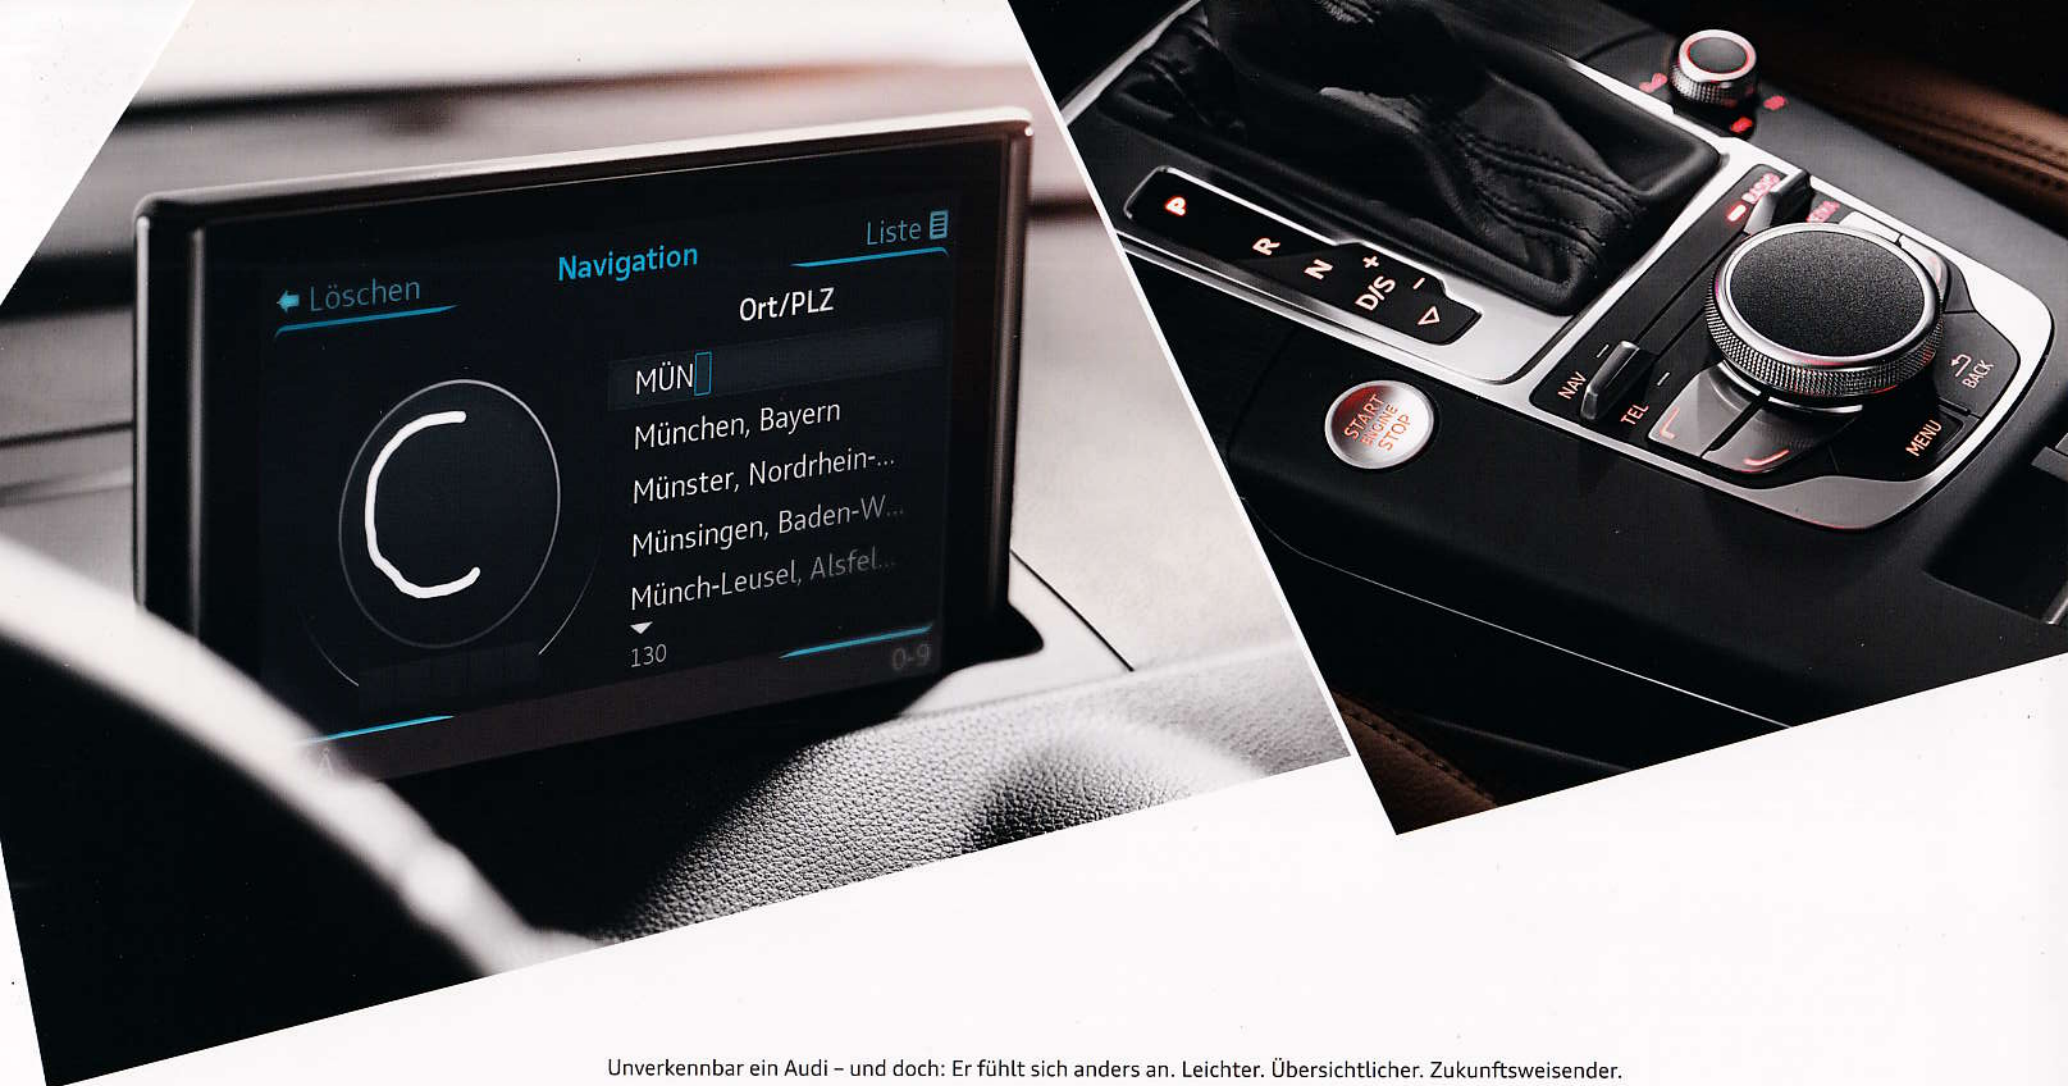 ← Löschen
Navigation
Liste
Ort/PLZ
MÜN
München, Bayern
Münster, Nordrhein-...
Münsingen, Baden-W...
Münch-Leusel, Alsfel...
130
0-9
A
C
P
R
N
+
D/S
−
RADIO
NAV
TEL
BACK
MENU
START
ENGINE
STOP
Unverkennbar ein Audi – und doch: Er fühlt sich anders an. Leichter. Übersichtlicher. Zukunftsweisender.